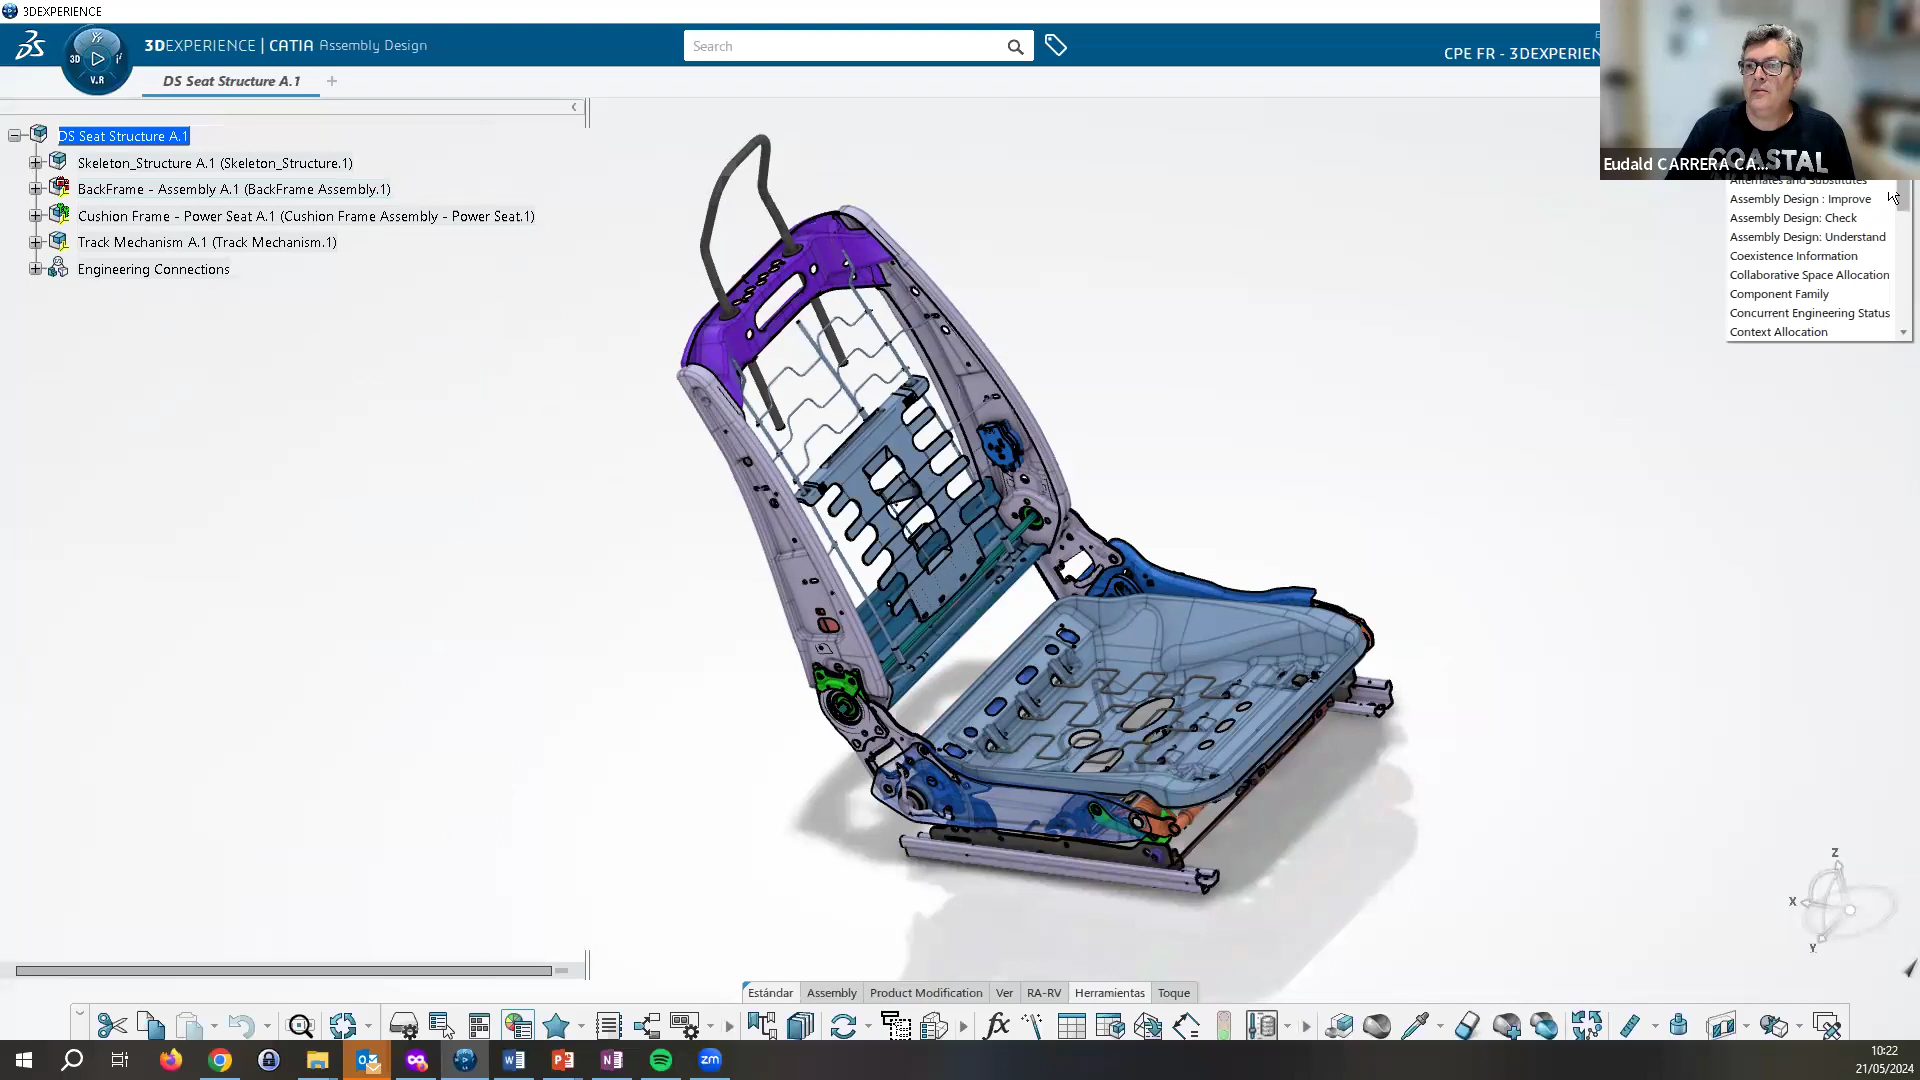 3DEXPERIENCE
3DEXPERIENCE | CATIA Assembly Design
Search
CPE FR - 3DEXPERIEN
3D
V.R
DS Seat Structure A.1
DS Seat Structure A.1
Skeleton_Structure A.1 (Skeleton_Structure.1)
BackFrame - Assembly A.1 (BackFrame Assembly.1)
Cushion Frame - Power Seat A.1 (Cushion Frame Assembly - Power Seat.1)
Track Mechanism A.1 (Track Mechanism.1)
Engineering Connections
COASTAL
Eudald CARRERA CA...
Alternates and Substitutes
Assembly Design : Improve
Assembly Design: Check
Assembly Design: Understand
Coexistence Information
Collaborative Space Allocation
Component Family
Concurrent Engineering Status
Context Allocation
Z
X
Y
Estándar
Assembly
Product Modification
Ver
RA-RV
Herramientas
Toque
10:22
21/05/2024